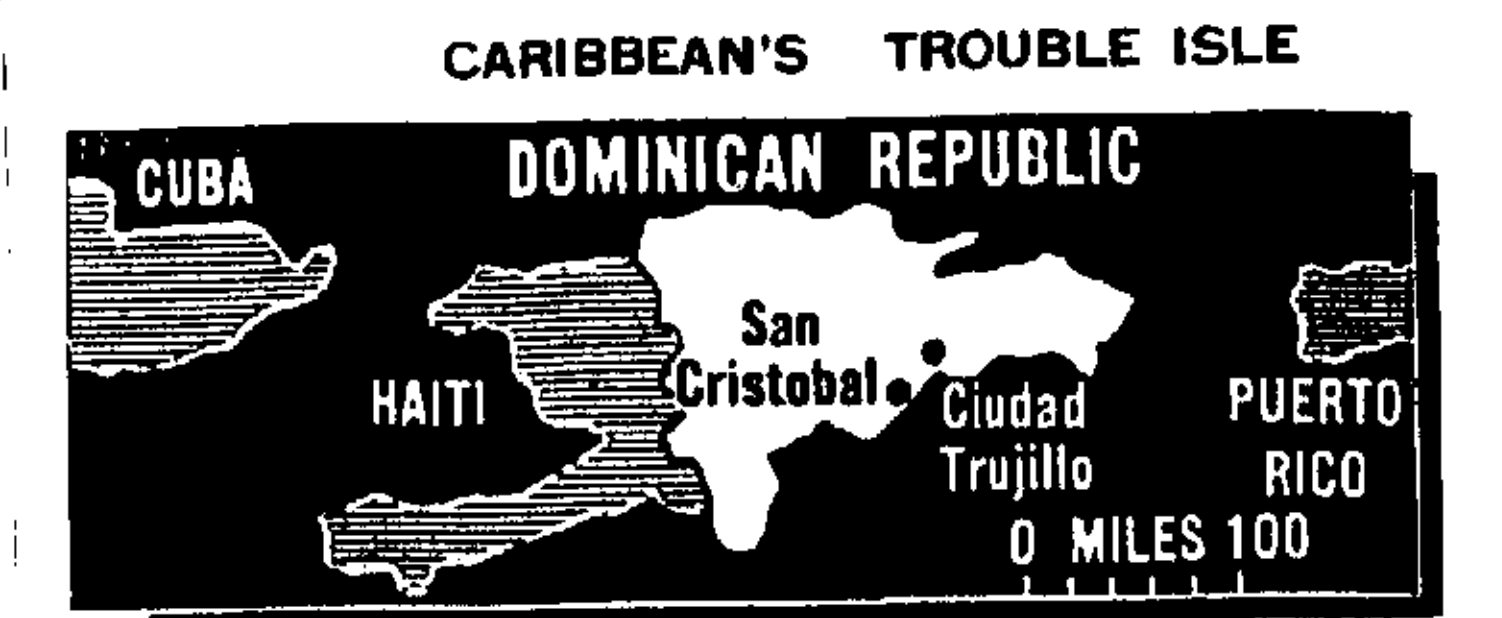 CARIBBEAN'S TROUBLE ISLE
DOMINICAN REPUBLIC
CUBA
San
Cristobal
HAITI
Ciudad
Trujillo
PUERTO
RICO
0 MILES 100